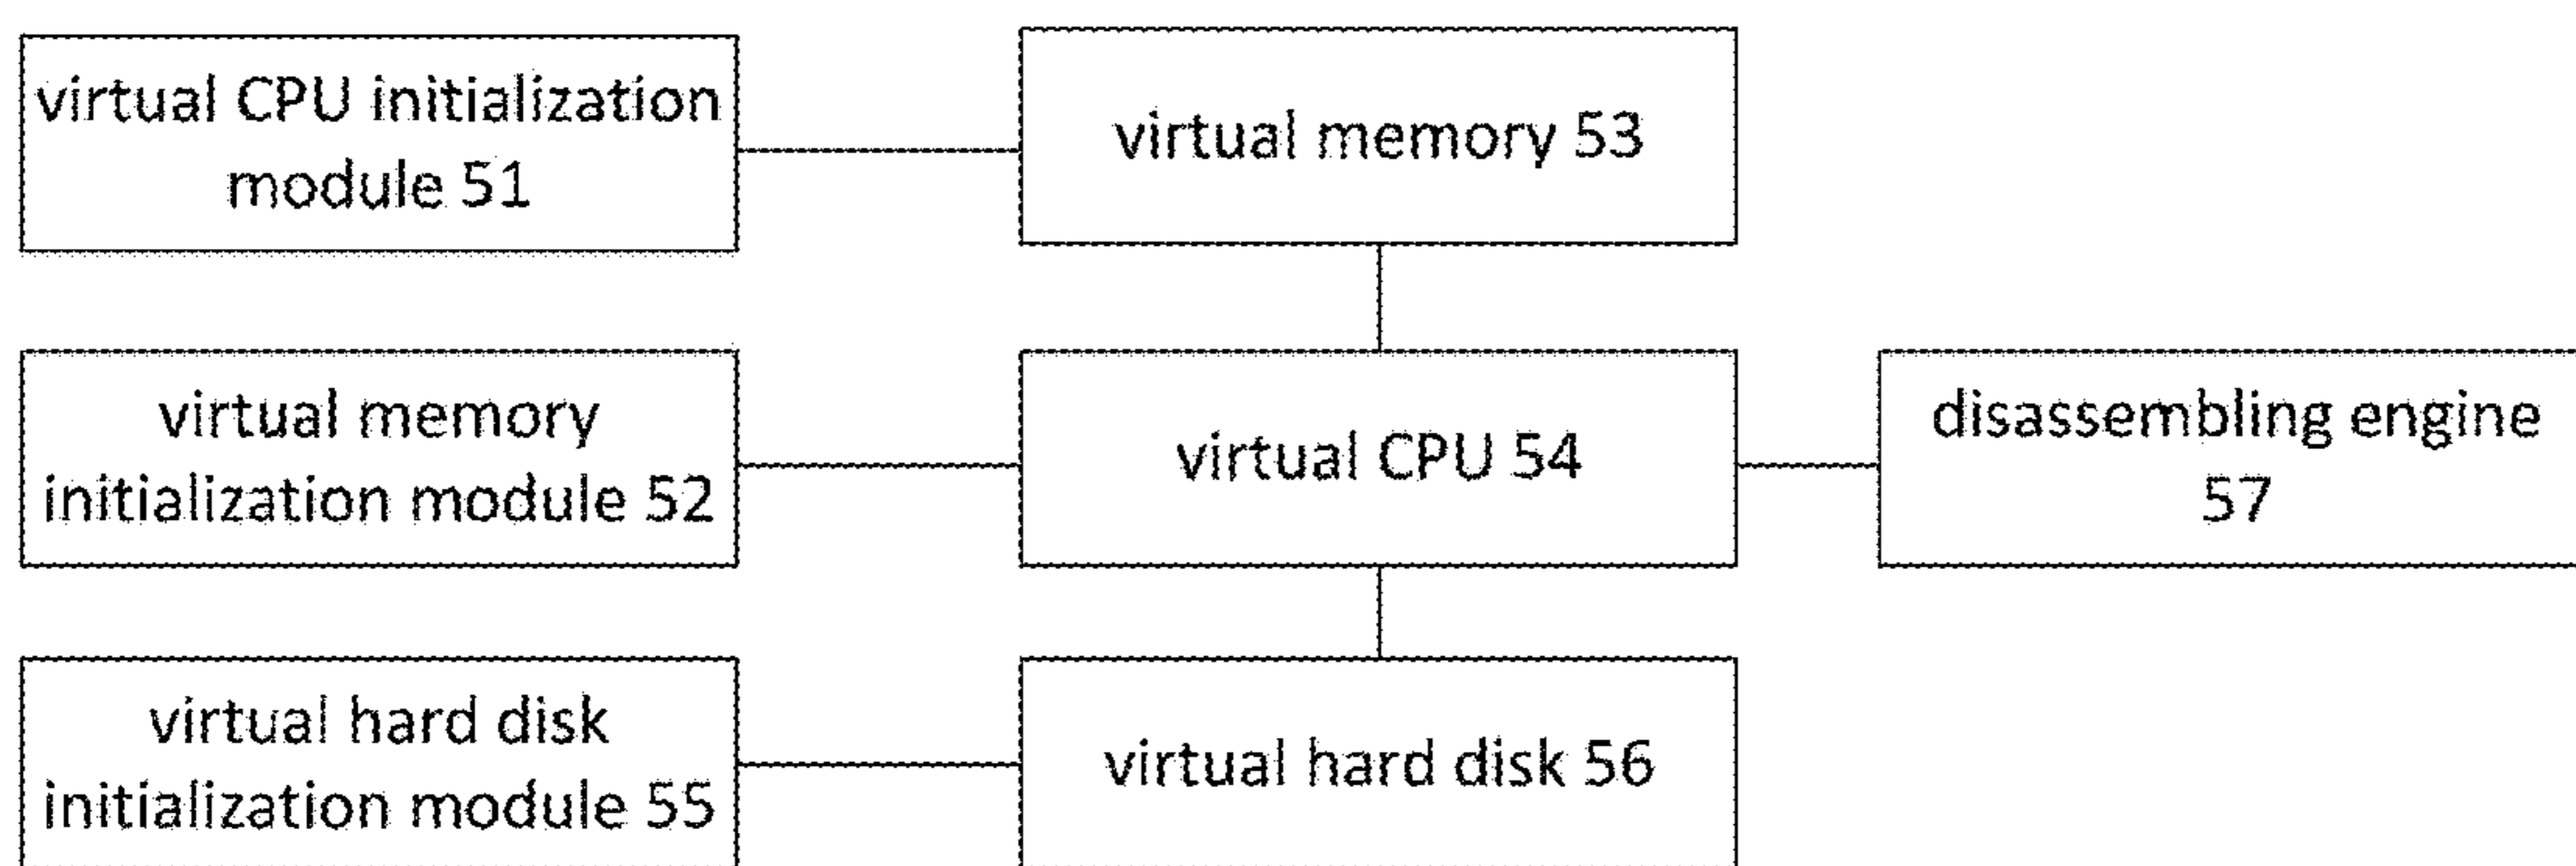 virtual CPU initialization
module 51
virtual memory 53
virtual memory
initialization module 52
virtual CPU 54
disassembling engine
57
virtual hard disk
initialization module 55
virtual hard disk 56